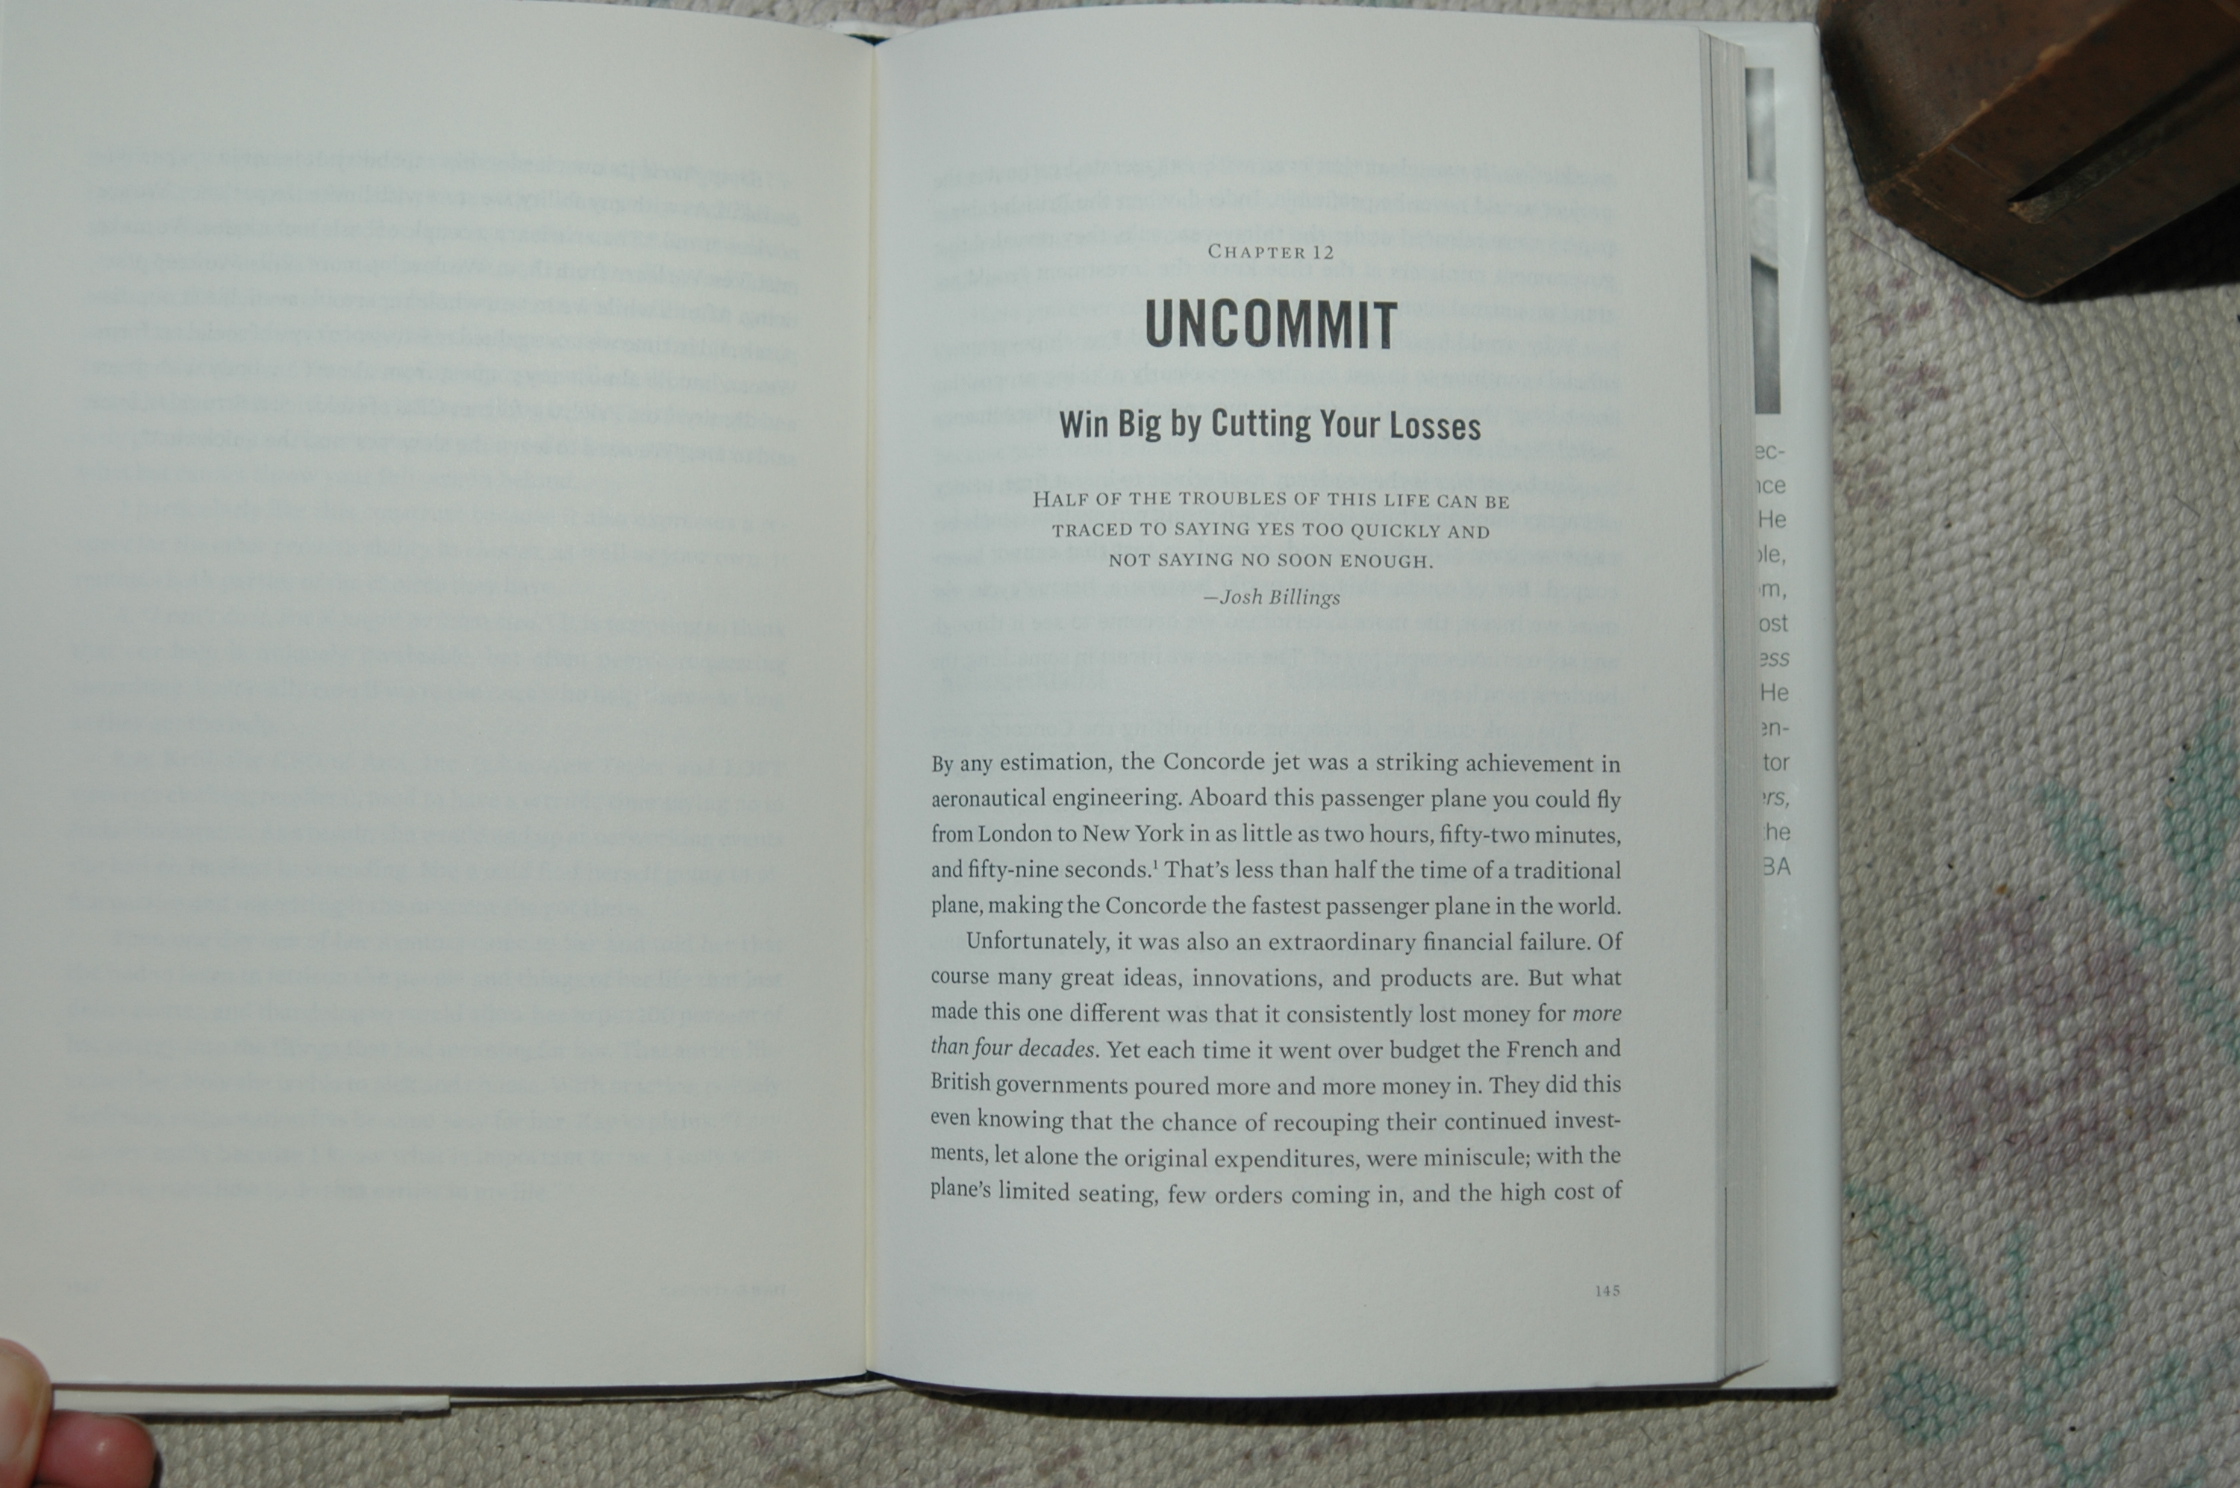 CHAPTER 12
UNCOMMIT
Win Big by Cutting Your Losses
HALF OF THE TROUBLES OF THIS LIFE CAN BE
TRACED TO SAYING YES TOO QUICKLY AND
NOT SAYING NO SOON ENOUGH.
—Josh Billings
By any estimation, the Concorde jet was a striking achievement in
aeronautical engineering. Aboard this passenger plane you could fly
from London to New York in as little as two hours, fifty-two minutes,
and fifty-nine seconds.¹ That's less than half the time of a traditional
plane, making the Concorde the fastest passenger plane in the world.
Unfortunately, it was also an extraordinary financial failure. Of
course many great ideas, innovations, and products are. But what
made this one different was that it consistently lost money for more
than four decades. Yet each time it went over budget the French and
British governments poured more and more money in. They did this
even knowing that the chance of recouping their continued invest-
ments, let alone the original expenditures, were miniscule; with the
plane's limited seating, few orders coming in, and the high cost of
145
ec-
nce
He
ple,
m,
ost
ess
He
en-
tor
ers,
he
BA